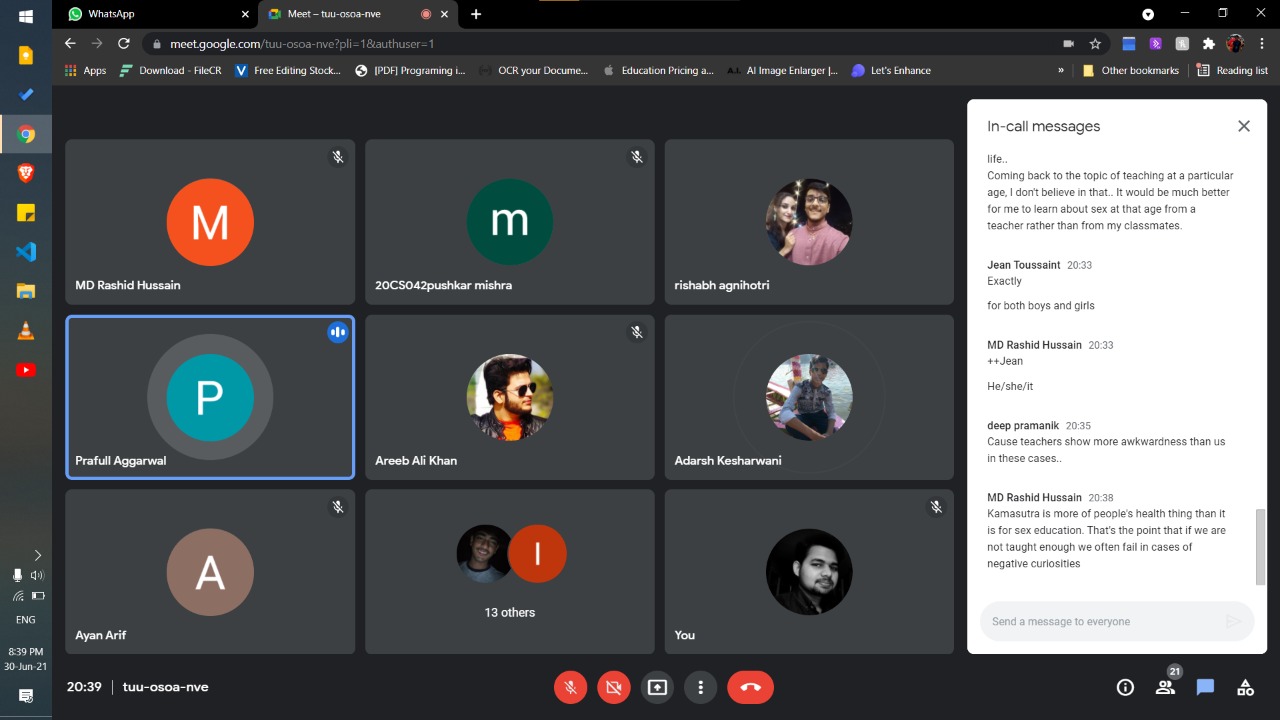 WhatsApp
Meet – tuu-osoa-nve
meet.google.com/tuu-osoa-nve?pli=1&authuser=1
Apps
Download - FileCR
Free Editing Stock...
[PDF] Programing i...
OCR your Docume...
Education Pricing a...
A.I. AI Image Enlarger |...
Let's Enhance
»
Other bookmarks
Reading list
M
MD Rashid Hussain
m
20CS042pushkar mishra
rishabh agnihotri
P
Prafull Aggarwal
Areeb Ali Khan
Adarsh Kesharwani
A
Ayan Arif
I
13 others
You
In-call messages
life..
Coming back to the topic of teaching at a particular
age, I don't believe in that.. It would be much better
for me to learn about sex at that age from a
teacher rather than from my classmates.
Jean Toussaint 20:33
Exactly
for both boys and girls
MD Rashid Hussain 20:33
++Jean
He/she/it
deep pramanik 20:35
Cause teachers show more awkwardness than us
in these cases..
MD Rashid Hussain 20:38
Kamasutra is more of people's health thing than it
is for sex education. That's the point that if we are
not taught enough we often fail in cases of
negative curiosities
Send a message to everyone
ENG
8:39 PM
30-Jun-21
20:39 | tuu-osoa-nve
21